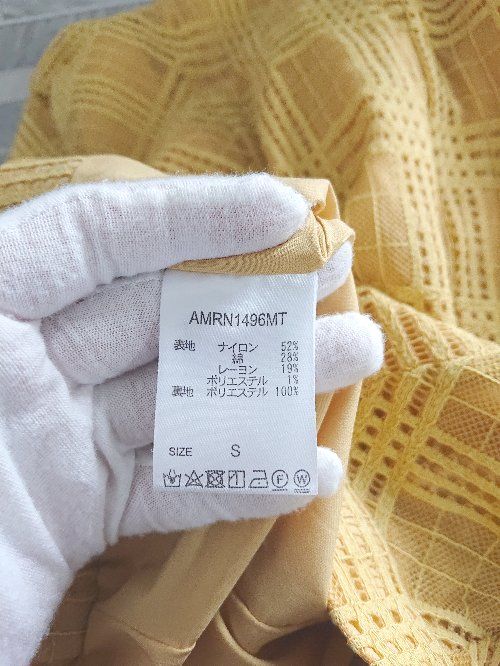 AMRN1496MT
表地 ナイロン 52%
綿 28%
レーヨン 19%
ポリエステル 1%
裏地 ポリエステル 100%
SIZE S
F W